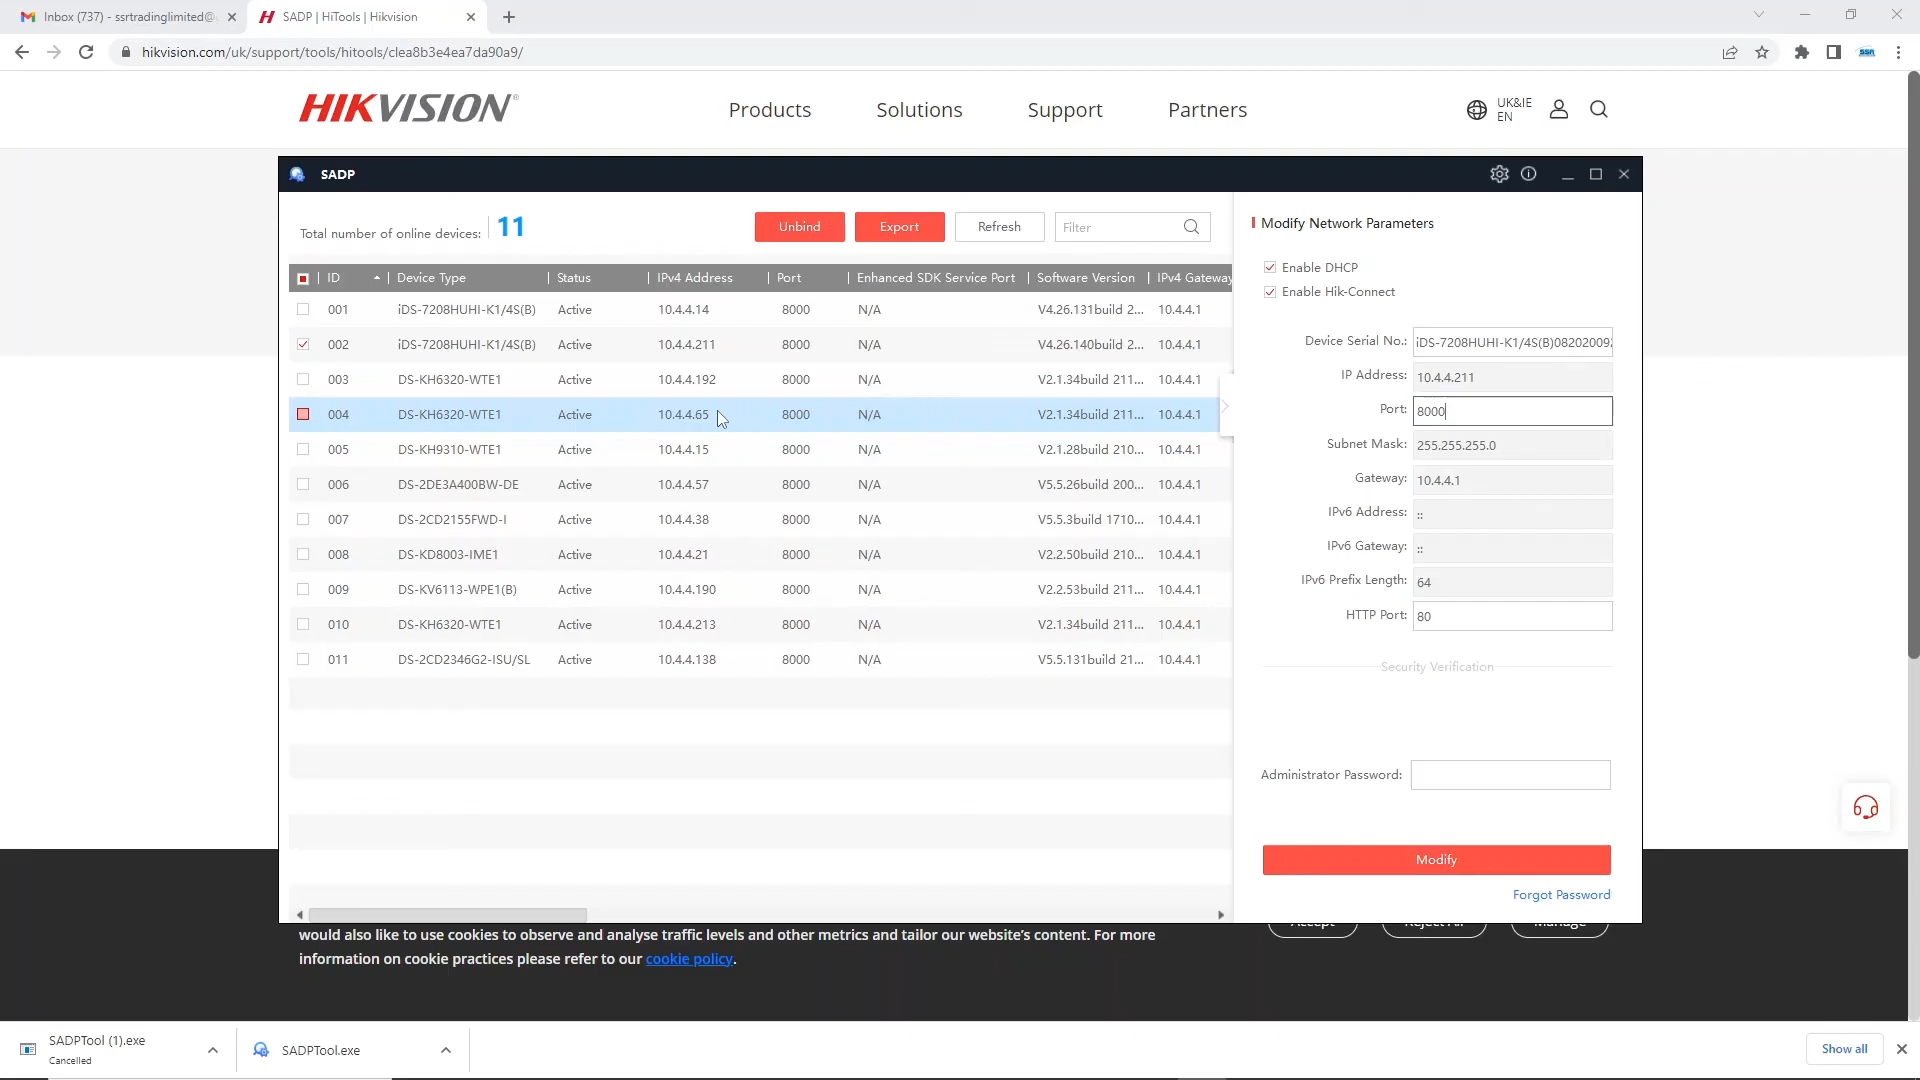 Inbox (737) - ssrtradinglimited@
SADP | HiTools | Hikvision
hikvision.com/uk/support/tools/hitools/clea8b3e4ea7da90a9/
HIKVISION®
Products
Solutions
Support
Partners
UK&IE
EN
SADP
Total number of online devices: 11
Unbind
Export
Refresh
Filter
ID | Device Type | Status | IPv4 Address | Port | Enhanced SDK Service Port | Software Version | IPv4 Gateway
001 iDS-7208HUHI-K1/4S(B) Active 10.4.4.14 8000 N/A V4.26.131build 2... 10.4.4.1
002 iDS-7208HUHI-K1/4S(B) Active 10.4.4.211 8000 N/A V4.26.140build 2... 10.4.4.1
003 DS-KH6320-WTE1 Active 10.4.4.192 8000 N/A V2.1.34build 211... 10.4.4.1
004 DS-KH6320-WTE1 Active 10.4.4.65 8000 N/A V2.1.34build 211... 10.4.4.1
005 DS-KH9310-WTE1 Active 10.4.4.15 8000 N/A V2.1.28build 210... 10.4.4.1
006 DS-2DE3A400BW-DE Active 10.4.4.57 8000 N/A V5.5.26build 200... 10.4.4.1
007 DS-2CD2155FWD-I Active 10.4.4.38 8000 N/A V5.5.3build 1710... 10.4.4.1
008 DS-KD8003-IME1 Active 10.4.4.21 8000 N/A V2.2.50build 210... 10.4.4.1
009 DS-KV6113-WPE1(B) Active 10.4.4.190 8000 N/A V2.2.53build 211... 10.4.4.1
010 DS-KH6320-WTE1 Active 10.4.4.213 8000 N/A V2.1.34build 211... 10.4.4.1
011 DS-2CD2346G2-ISU/SL Active 10.4.4.138 8000 N/A V5.5.131build 21... 10.4.4.1
Modify Network Parameters
Enable DHCP
Enable Hik-Connect
Device Serial No.: iDS-7208HUHI-K1/4S(B)08202009
IP Address: 10.4.4.211
Port: 8000
Subnet Mask: 255.255.255.0
Gateway: 10.4.4.1
IPv6 Address: ::
IPv6 Gateway: ::
IPv6 Prefix Length: 64
HTTP Port: 80
Security Verification
Administrator Password:
Modify
Forgot Password
would also like to use cookies to observe and analyse traffic levels and other metrics and tailor our website's content. For more
information on cookie practices please refer to our cookie policy.
Accept
Reject All
Manage
SADPTool (1).exe
Cancelled
SADPTool.exe
Show all